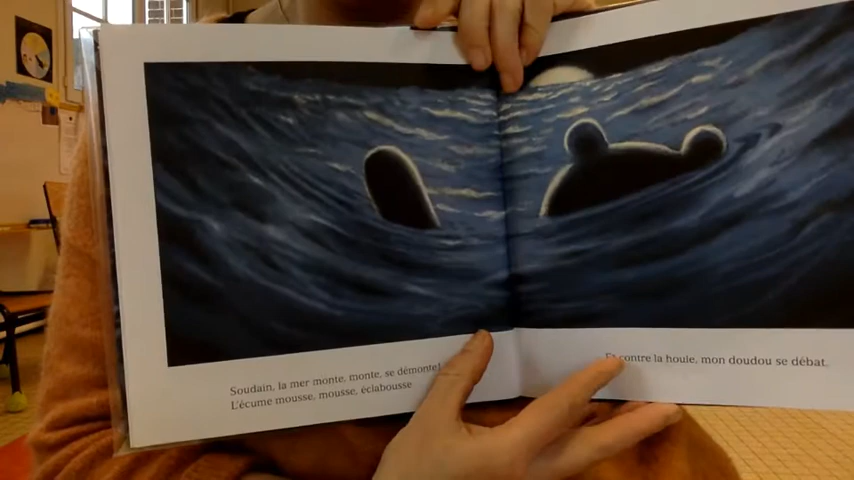 Soudain, la mer monte, monte, se démonte!
L'écume mousse, mousse, éclabousse.
Et contre la houle, mon doudou se débat.